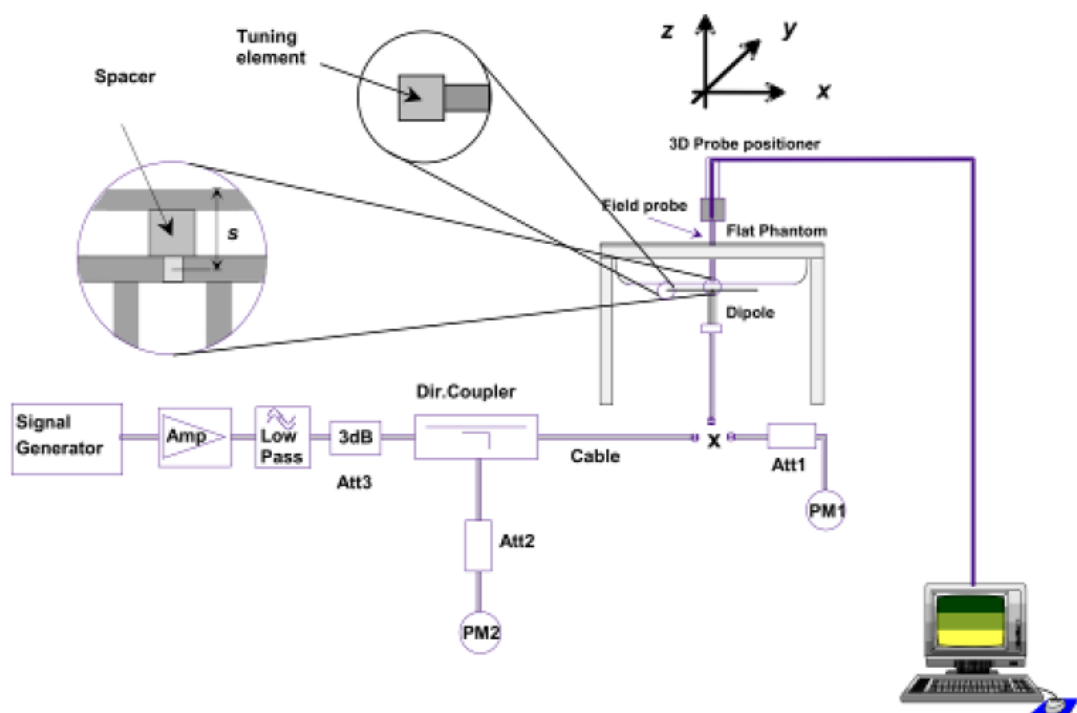 Tuning
element
Spacer
s
z
y
x
3D Probe positioner
Field probe
Flat Phantom
Dipole
Dir.Coupler
Signal
Generator
Amp
Low
Pass
3dB
Att3
Cable
x
Att1
PM1
Att2
PM2